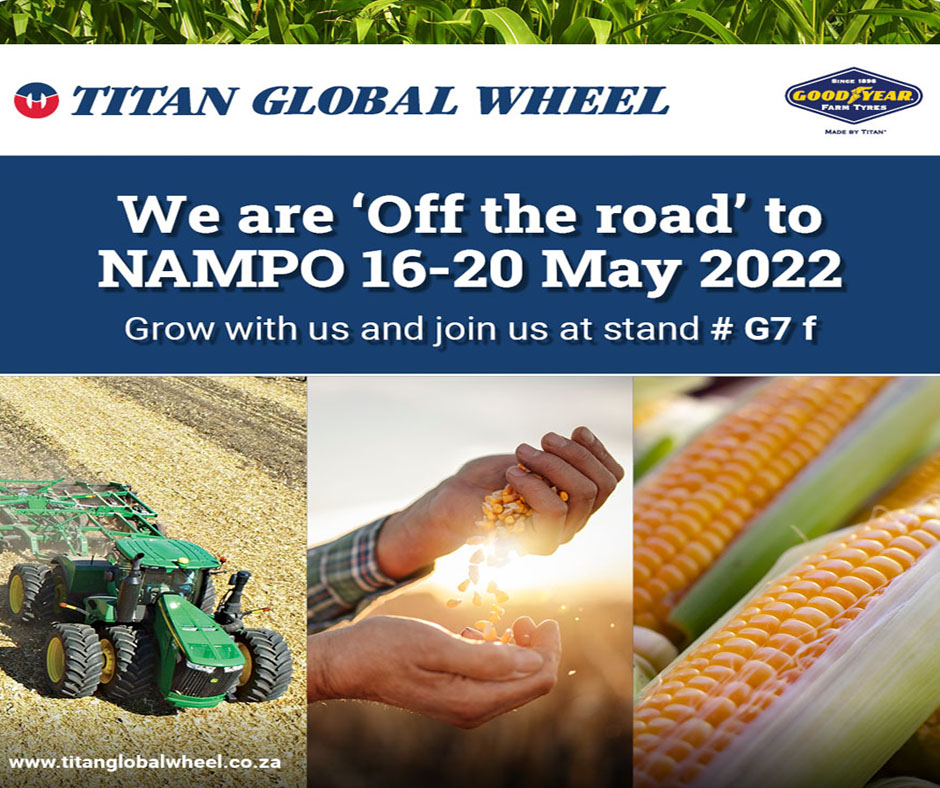 TITAN GLOBAL WHEEL
SINCE 1898
GOODYEAR
FARM TYRES
MADE BY TITAN
We are ‘Off the road’ to
NAMPO 16-20 May 2022
Grow with us and join us at stand # G7 f
www.titanglobalwheel.co.za